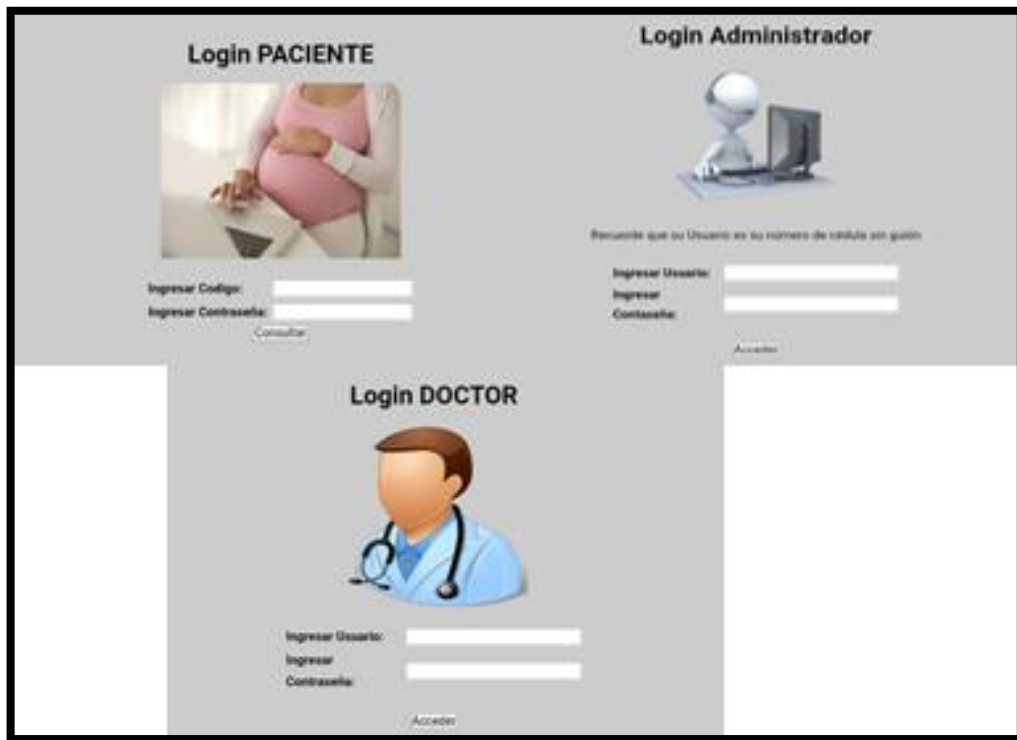 Login PACIENTE
Ingresar Codigo:
Ingresar Contraseña:
Consultar
Login Administrador
Recuerde que su Usuario es su número de cédula sin guión
Ingresar Usuario:
Ingresar
Contaseña:
Acceder
Login DOCTOR
Ingresar Usuario:
Ingresar
Contraseña:
Acceder